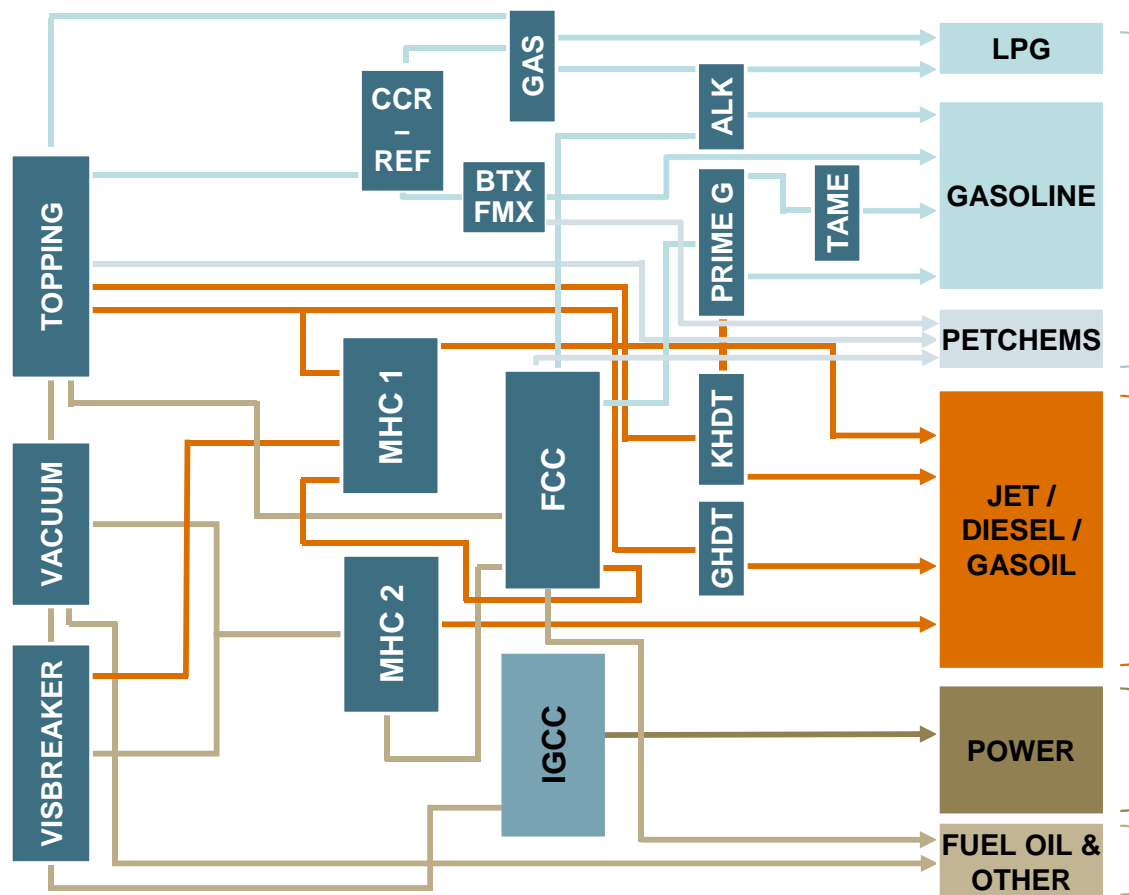 GAS
LPG
CCR
–
REF
ALK
BTX
FMX
PRIME G
TAME
GASOLINE
TOPPING
PETCHEMS
MHC 1
FCC
KHDT
VACUUM
GHDT
JET /
DIESEL /
GASOIL
MHC 2
VISBREAKER
IGCC
POWER
FUEL OIL &
OTHER